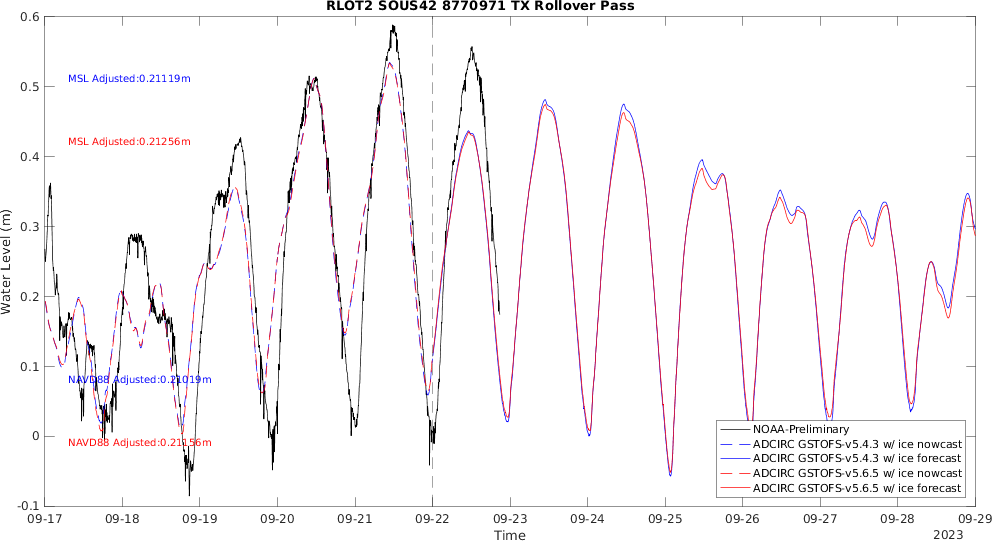 RLOT2 SOUS42 8770971 TX Rollover Pass
0.6
0.5
0.4
0.3
0.2
0.1
0
-0.1
Water Level (m)
MSL Adjusted:0.21119m
MSL Adjusted:0.21256m
NAVD88 Adjusted:0.21019m
NAVD88 Adjusted:0.21156m
NOAA-Preliminary
ADCIRC GSTOFS-v5.4.3 w/ ice nowcast
ADCIRC GSTOFS-v5.4.3 w/ ice forecast
ADCIRC GSTOFS-v5.6.5 w/ ice nowcast
ADCIRC GSTOFS-v5.6.5 w/ ice forecast
09-17 09-18 09-19 09-20 09-21 09-22 09-23 09-24 09-25 09-26 09-27 09-28 09-29
Time
2023